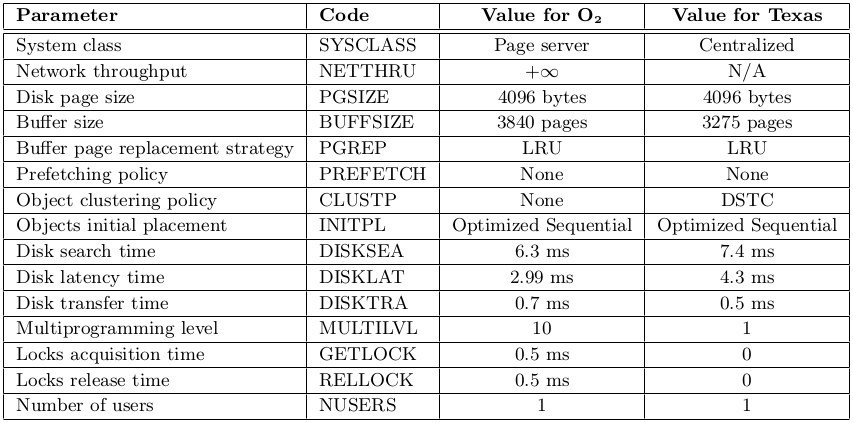 Parameter Code Value for O₂ Value for Texas
System class SYSCLASS Page server Centralized
Network throughput NETTHRU +∞ N/A
Disk page size PGSIZE 4096 bytes 4096 bytes
Buffer size BUFFSIZE 3840 pages 3275 pages
Buffer page replacement strategy PGREP LRU LRU
Prefetching policy PREFETCH None None
Object clustering policy CLUSTP None DSTC
Objects initial placement INITPL Optimized Sequential Optimized Sequential
Disk search time DISKSEA 6.3 ms 7.4 ms
Disk latency time DISKLAT 2.99 ms 4.3 ms
Disk transfer time DISKTRA 0.7 ms 0.5 ms
Multiprogramming level MULTILVL 10 1
Locks acquisition time GETLOCK 0.5 ms 0
Locks release time RELLOCK 0.5 ms 0
Number of users NUSERS 1 1